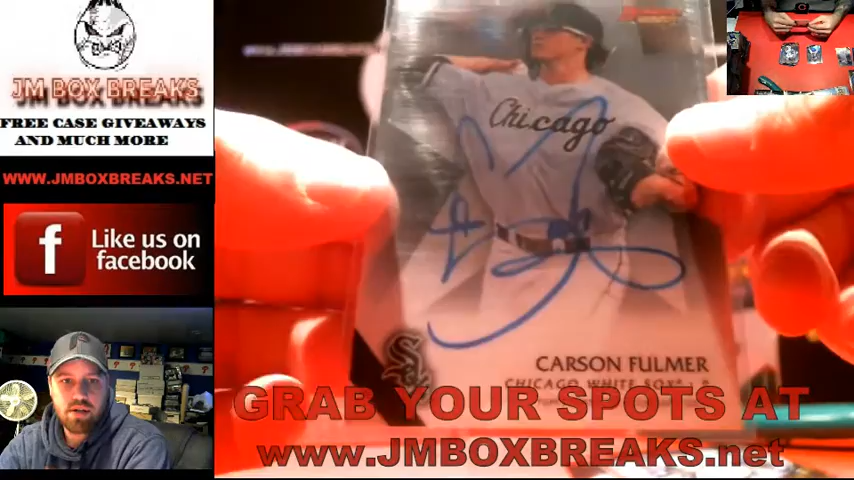 JM BOX BREAKS
FREE CASE GIVEAWAYS
AND MUCH MORE
WWW.JMBOXBREAKS.NET
f
Like us on
facebook
Chicago
CARSON FULMER
CHICAGO WHITE SOX
GRAB YOUR SPOTS AT
www.JMBOXBREAKS.net